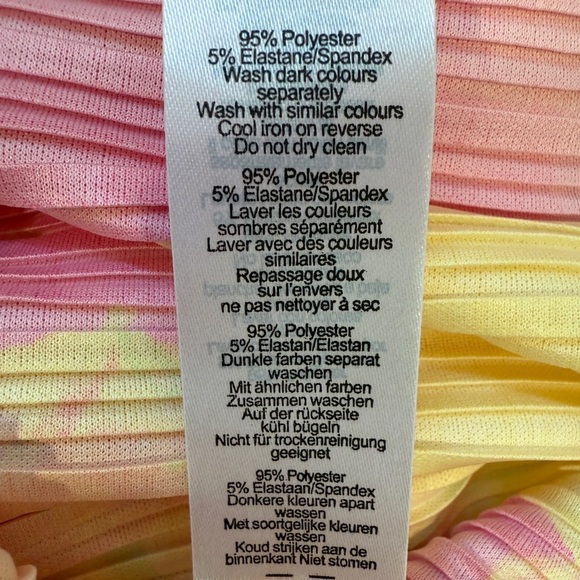 95% Polyester
5% Elastane/Spandex
Wash dark colours
separately
Wash with similar colours
Cool iron on reverse
Do not dry clean
95% Polyester
5% Elastane/Spandex
Laver les couleurs
sombres séparément
Laver avec des couleurs
similaires
Repassage doux
sur l'envers
ne pas nettoyer à sec
95% Polyester
5% Elastan/Elastan
Dunkle farben separat
waschen
Mit ähnlichen farben
Zusammen waschen
Auf der rückseite
kühl bügeln
Nicht für trockenreinigung
geeignet
95% Polyester
5% Elastaan/Spandex
Donkere kleuren apart
wassen
Met soortgelijke kleuren
wassen
Koud strijken aan de
binnenkant Niet stomen